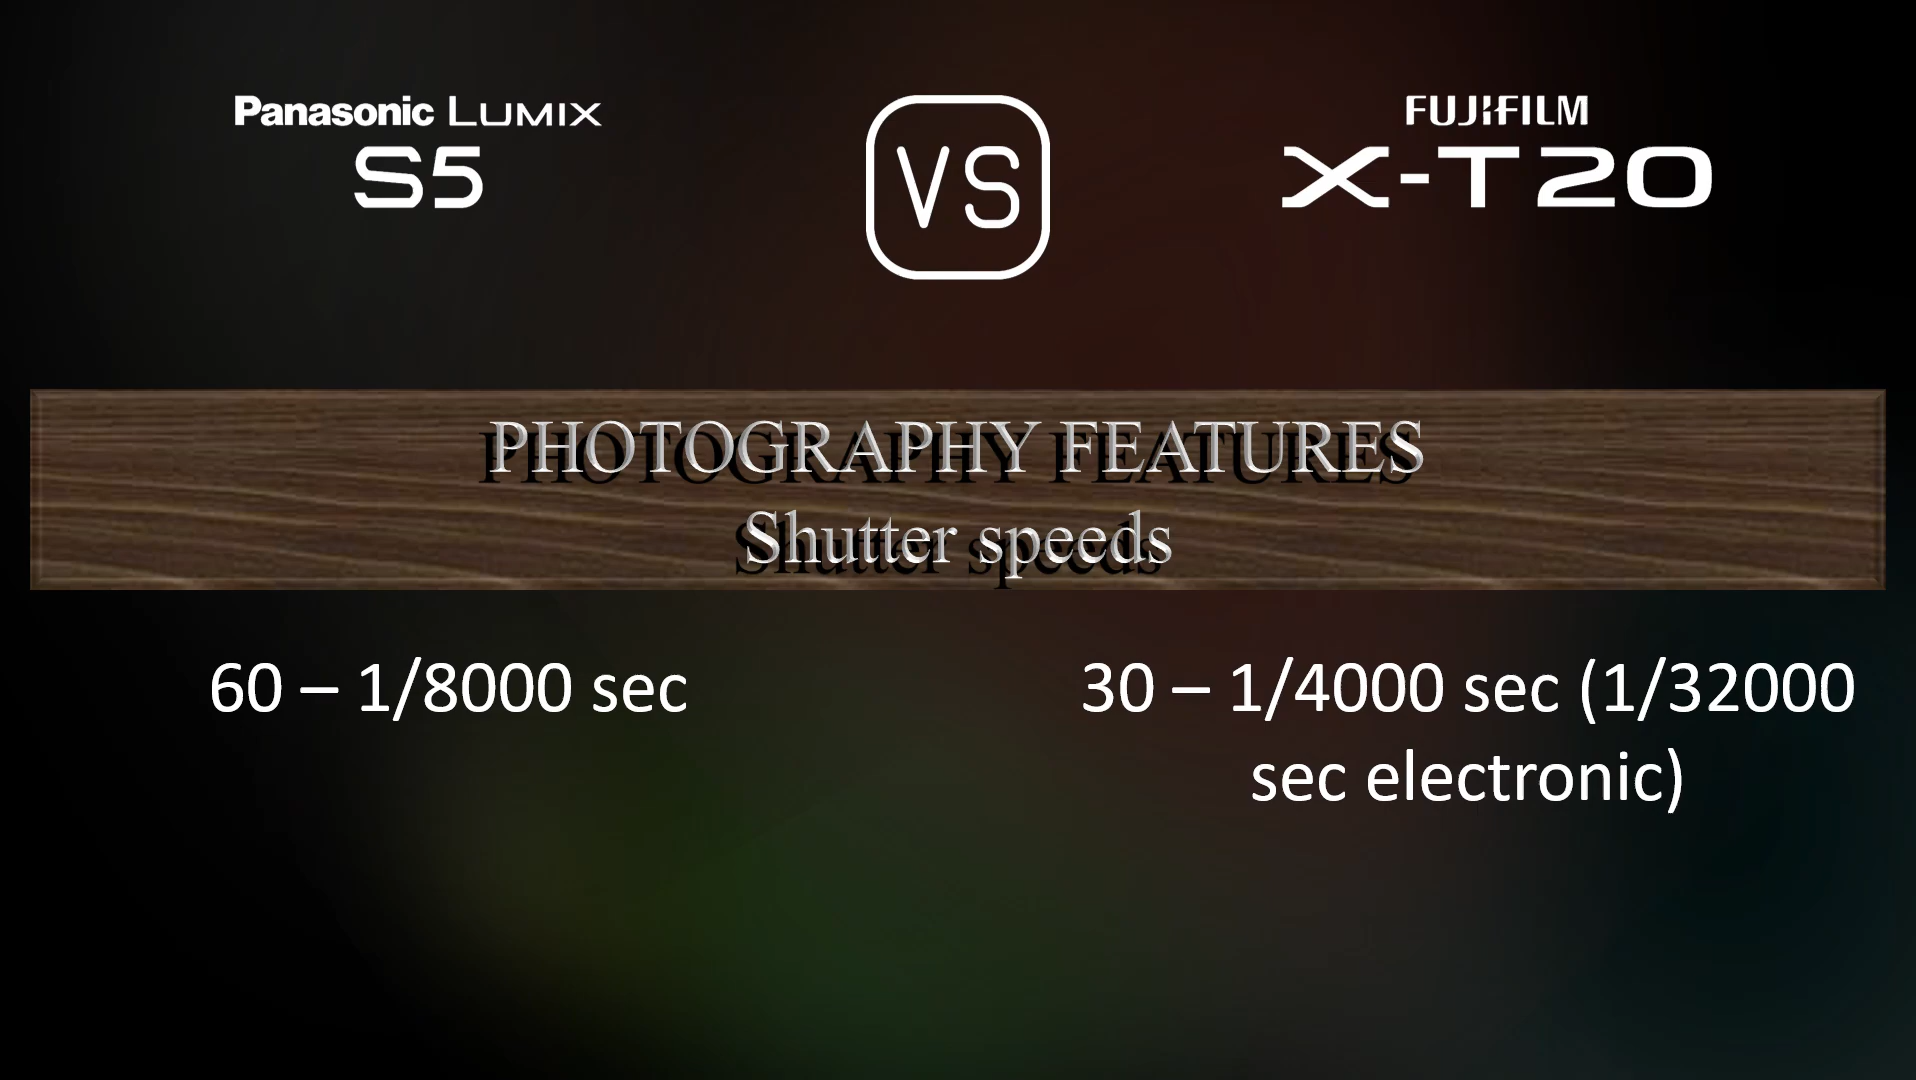 Panasonic LUMIX
S5
VS
FUJIFILM
X-T20
PHOTOGRAPHY FEATURES
Shutter speeds
60 – 1/8000 sec
30 – 1/4000 sec (1/32000
sec electronic)